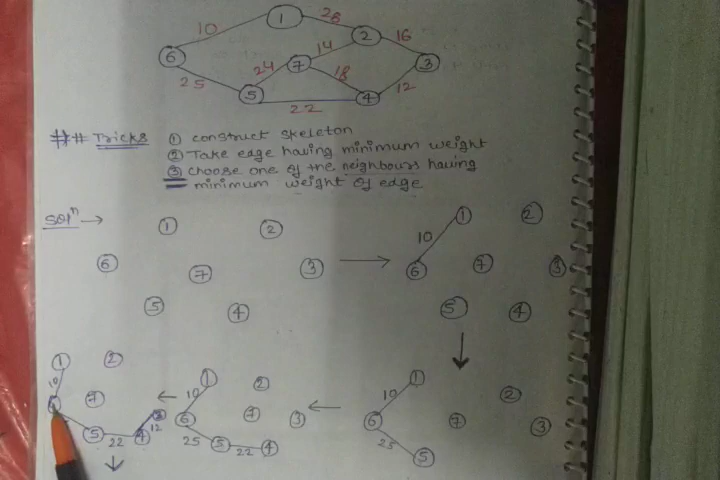 1
10
28
2
16
6
14
7
3
24
18
25
12
5
4
22
## Tricks ① construct skeleton
② Take edge having minimum weight
③ choose one of the neighbours having
minimum weight of edge
Solⁿ →
1 2
6 7 3
5 4
1 2
10
6 7 3
5 4
1 2
10
7
5 22 4 12 3
1 2
10
6 7 3
25 5 22 4
1
10 2
6 7 3
25
5